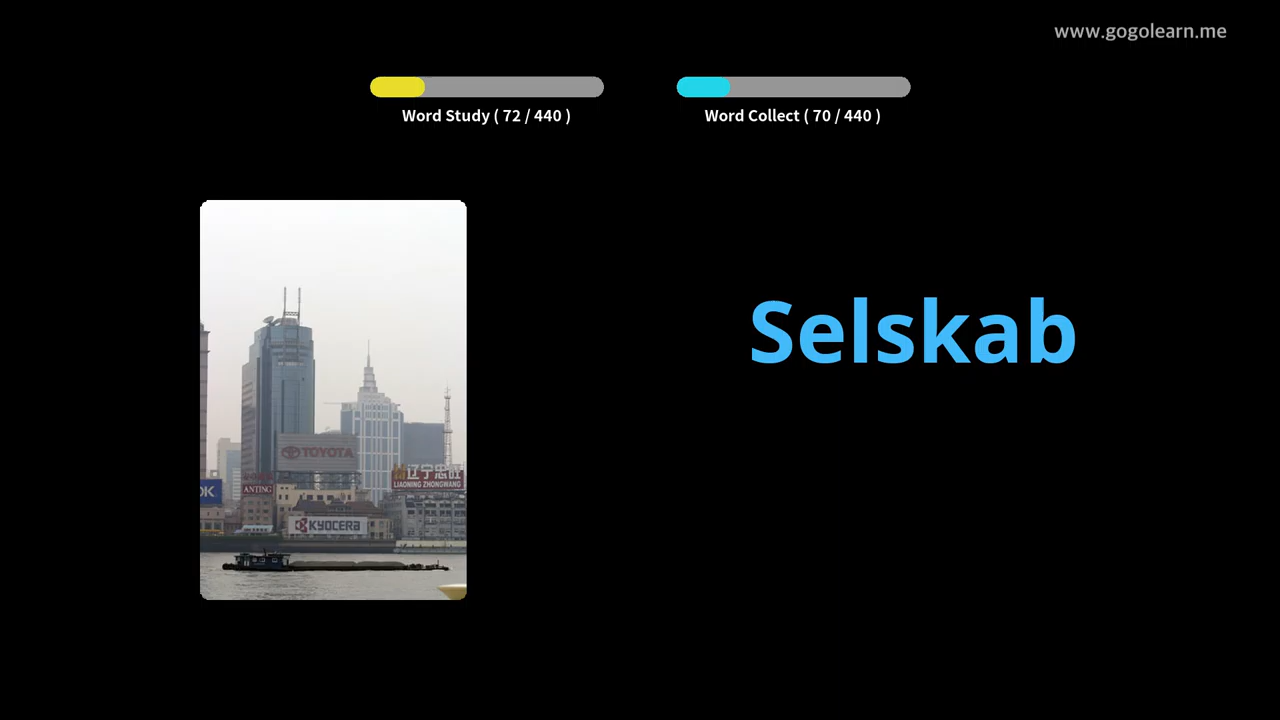 www.gogolearn.me
Word Study ( 72 / 440 )
Word Collect ( 70 / 440 )
Selskab
TOYOTA
辽宁忠旺
LIAONING ZHONGWANG
OK
ANTING
KYOCERA